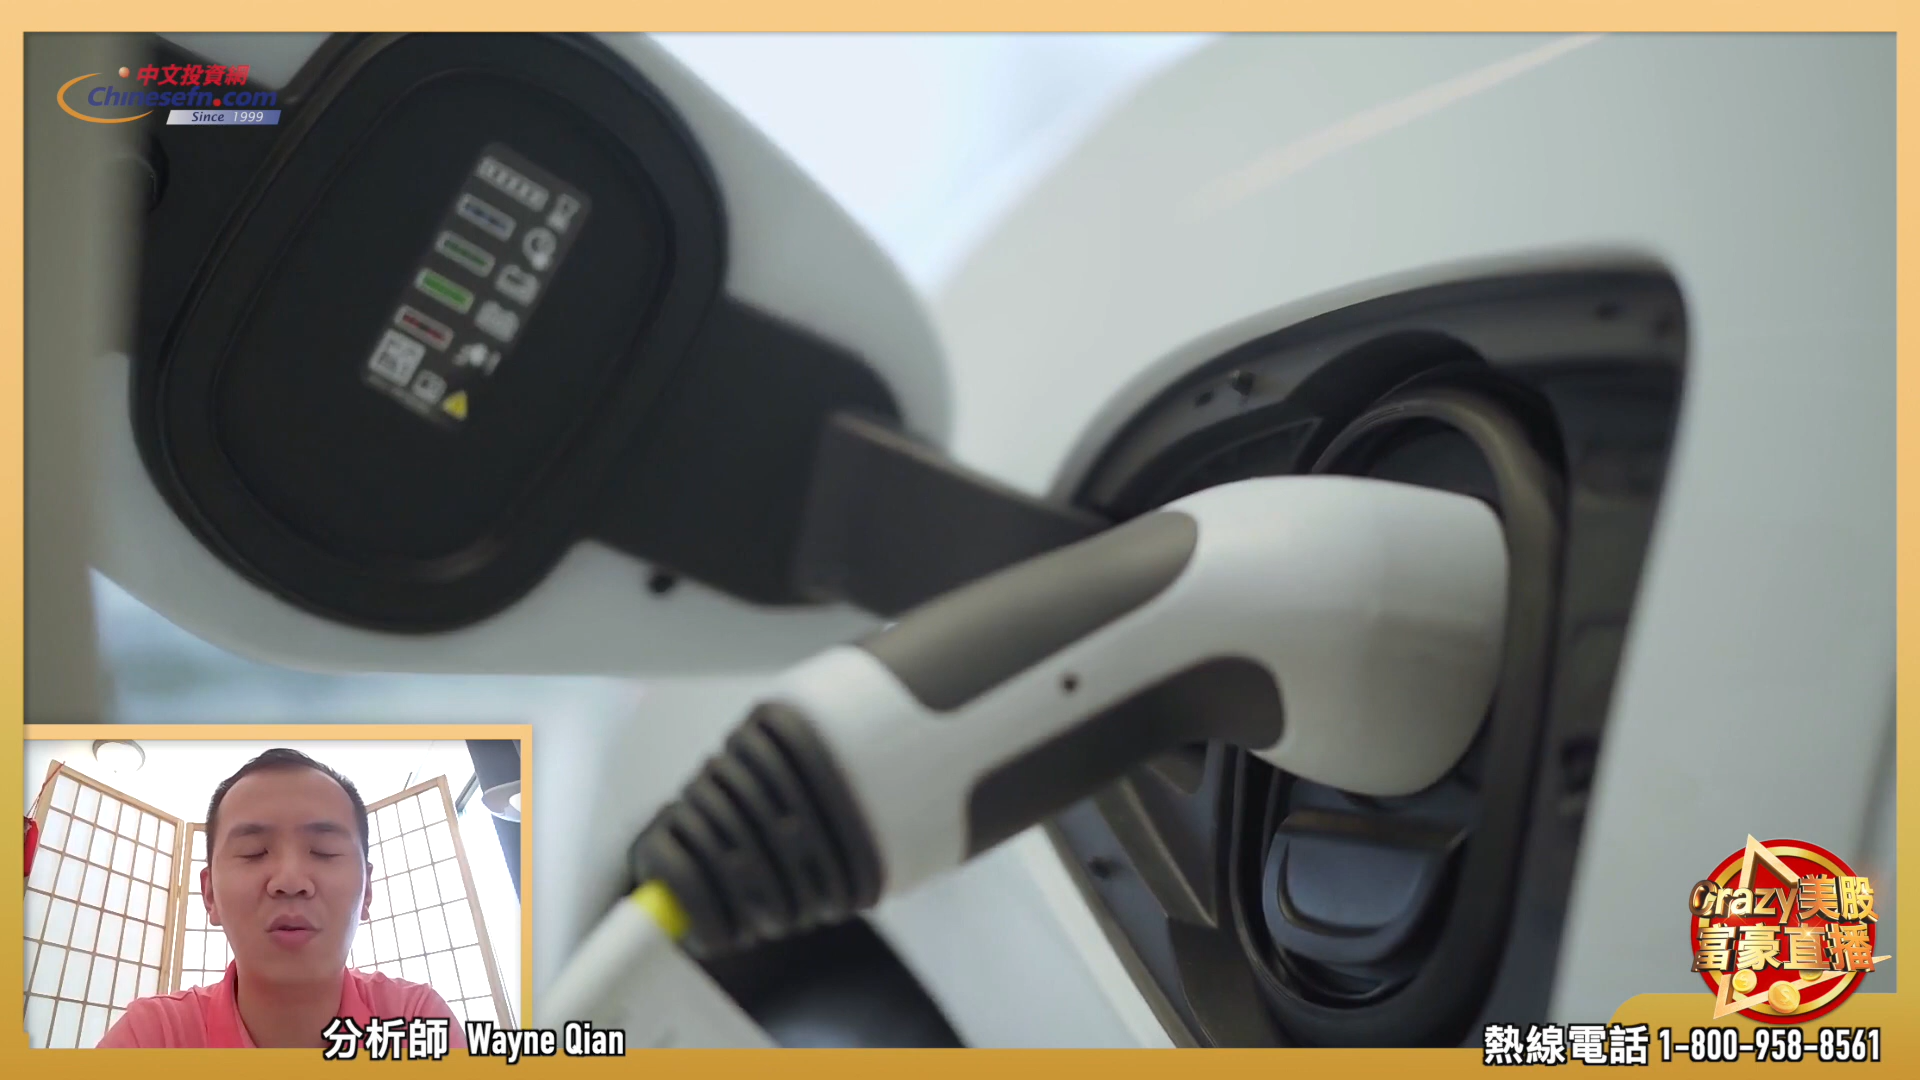 中文投資網
Chinesefn.com
Since 1999
Crazy美股
富豪直播
分析師 Wayne Qian
熱線電話 1-800-958-8561